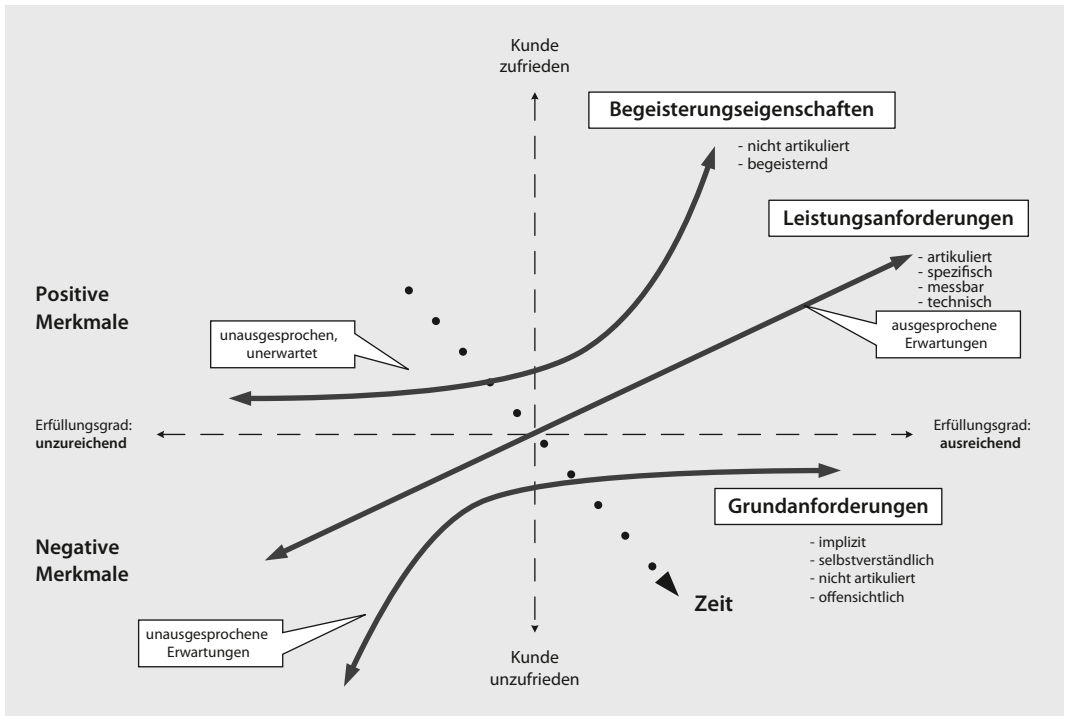 Kunde
zufrieden
Begeisterungseigenschaften
- nicht artikuliert
- begeisternd
Leistungsanforderungen
- artikuliert
- spezifisch
- messbar
- technisch
Positive
Merkmale
unausgesprochen,
unerwartet
ausgesprochene
Erwartungen
Erfüllungsgrad:
unzureichend
Erfüllungsgrad:
ausreichend
Grundanforderungen
- implizit
- selbstverständlich
- nicht artikuliert
- offensichtlich
Negative
Merkmale
Zeit
unausgesprochene
Erwartungen
Kunde
unzufrieden